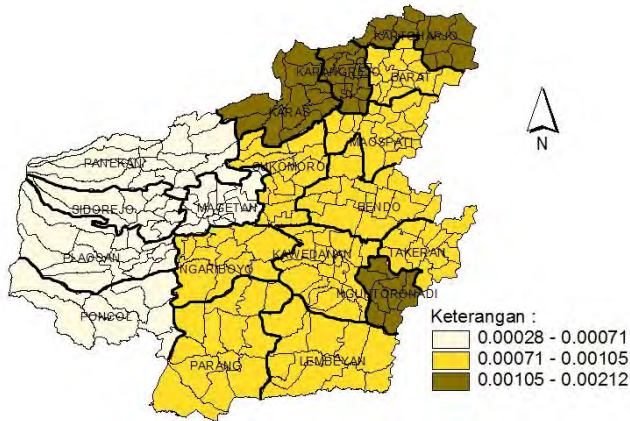 KARTOHARJO
KARANGREJO
BARAT
KARAS
MAOSPATI
PANEKAN
SUKOMORO
SIDOREJO
MAGETAN
BENDO
PLAOSAN
NGARIBOYO
KAWEDANAN
TAKERAN
NGUNTORONADI
PONCOL
PARANG
LEMBEYAN
N
Keterangan :
0.00028 - 0.00071
0.00071 - 0.00105
0.00105 - 0.00212